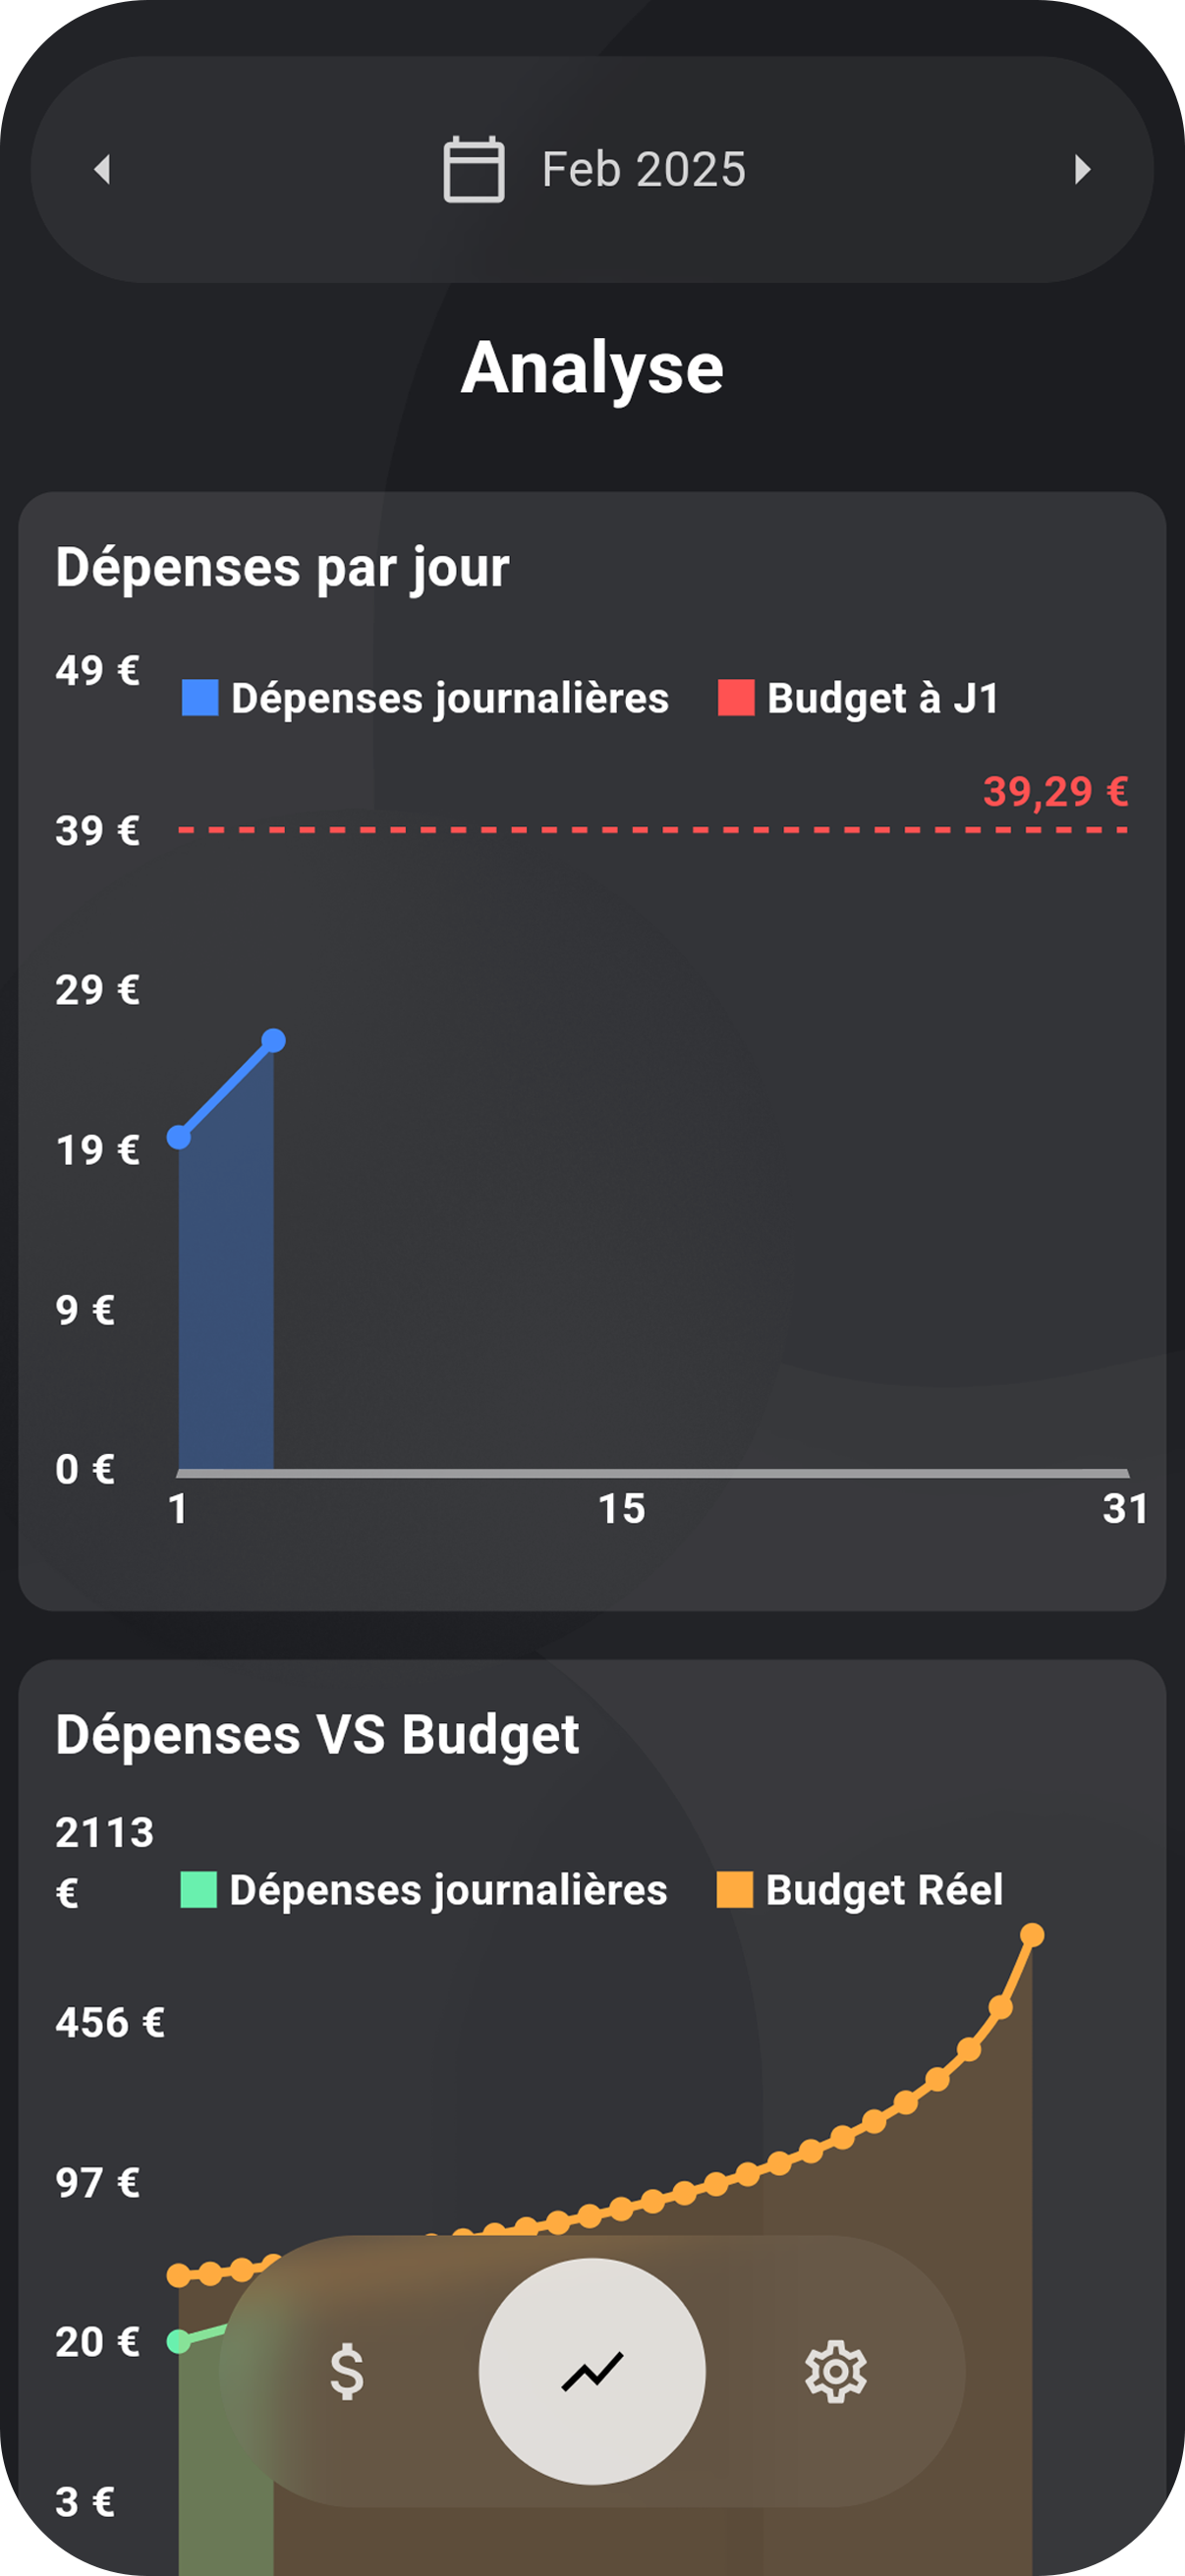 Feb 2025
Analyse
Dépenses par jour
49 €
Dépenses journalières
Budget à J1
39,29 €
39 €
29 €
19 €
9 €
0 €
1
15
31
Dépenses VS Budget
2113
€
Dépenses journalières
Budget Réel
456 €
97 €
20 €
$
3 €